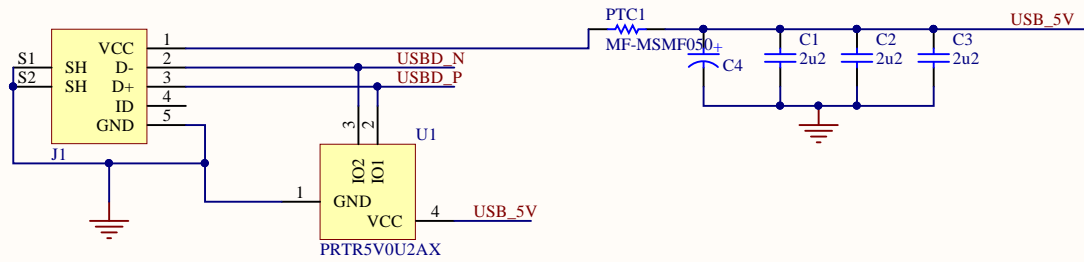 PTC1
USB_5V
MF-MSMF050
C4
C1
2u2
C2
2u2
C3
2u2
S1
S2
SH
SH
VCC
D-
D+
ID
GND
1
2
3
4
5
USBD_N
USBD_P
J1
3
2
U1
IO2
IO1
1
GND
VCC
4
USB_5V
PRTR5V0U2AX